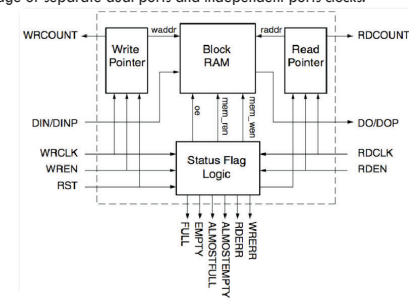 age of separate dual ports and independent ports clocks.
WRCOUNT
waddr
raddr
RDCOUNT
Write
Pointer
Block
RAM
Read
Pointer
DIN/DINP
oe
mem_ren
mem_wen
DO/DOP
WRCLK
WREN
RST
Status Flag
Logic
RDCLK
RDEN
FULL
EMPTY
ALMOSTFULL
ALMOSTEMPTY
RDERR
WRERR